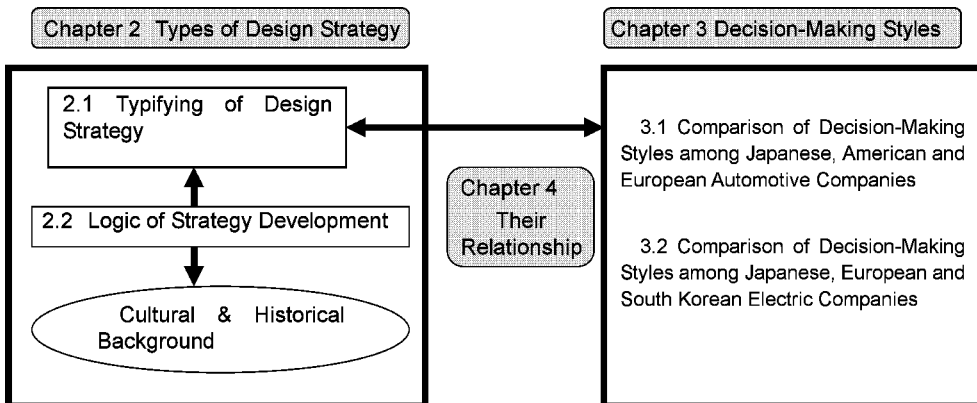 Chapter 2 Types of Design Strategy
2.1 Typifying of Design
Strategy
2.2 Logic of Strategy Development
Cultural & Historical
Background
Chapter 4
Their
Relationship
Chapter 3 Decision-Making Styles
3.1 Comparison of Decision-Making
Styles among Japanese, American and
European Automotive Companies
3.2 Comparison of Decision-Making
Styles among Japanese, European and
South Korean Electric Companies